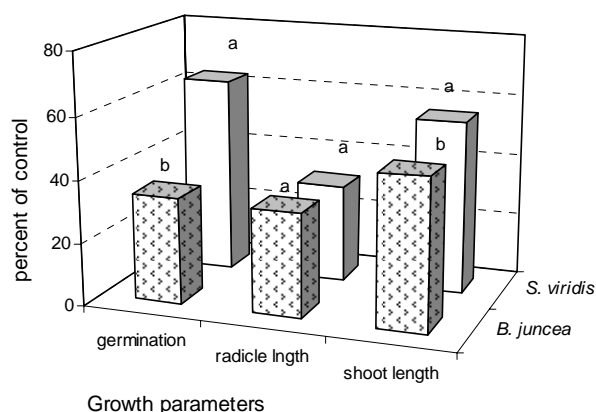 80
60
40
20
0
percent of control
a
b
a
a
a
b
germination
radicle lngth
shoot length
S. viridis
B. juncea
Growth parameters